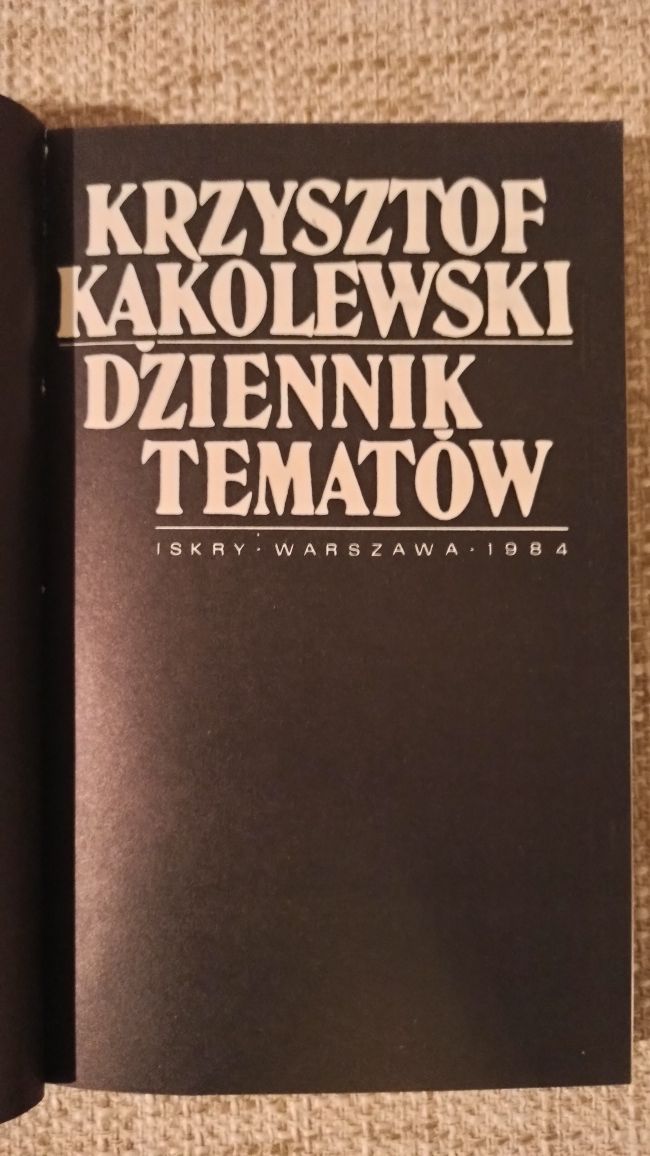 KRZYSZTOF
KĄKOLEWSKI
DZIENNIK
TEMATÓW
ISKRY · WARSZAWA · 1984